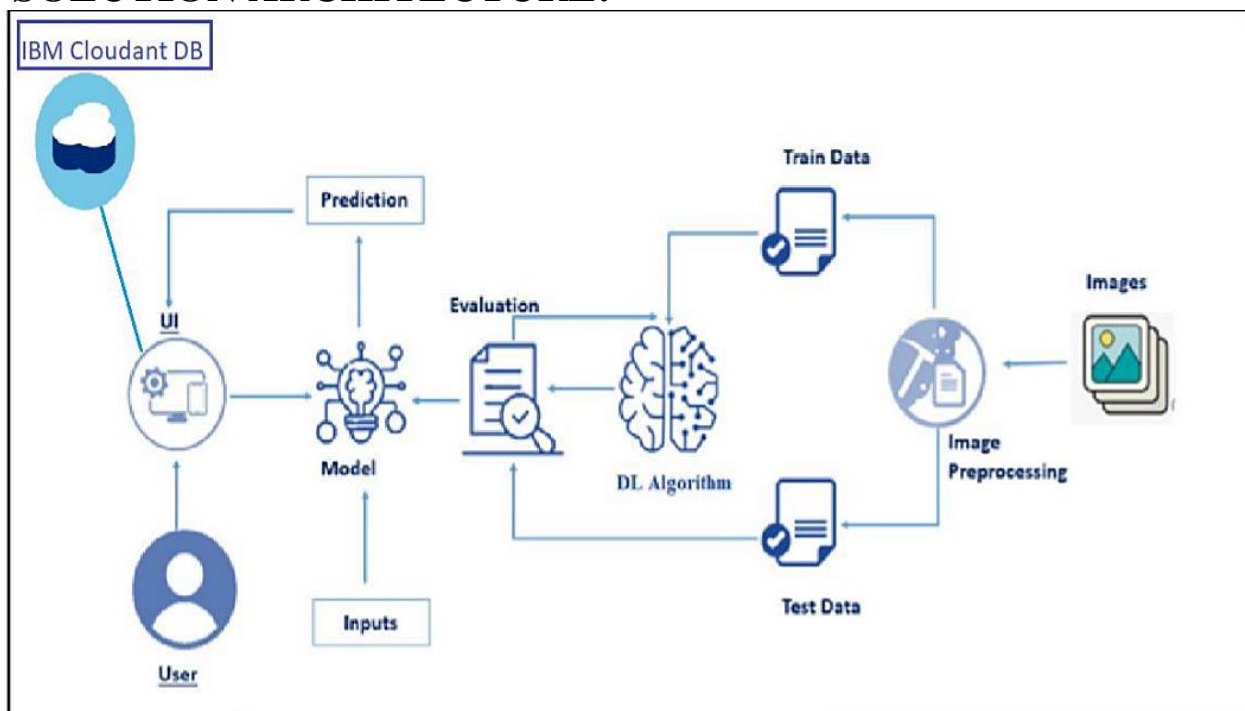 IBM Cloudant DB
Train Data
Prediction
Images
Evaluation
UI
Image
Preprocessing
Model
DL Algorithm
Test Data
Inputs
User